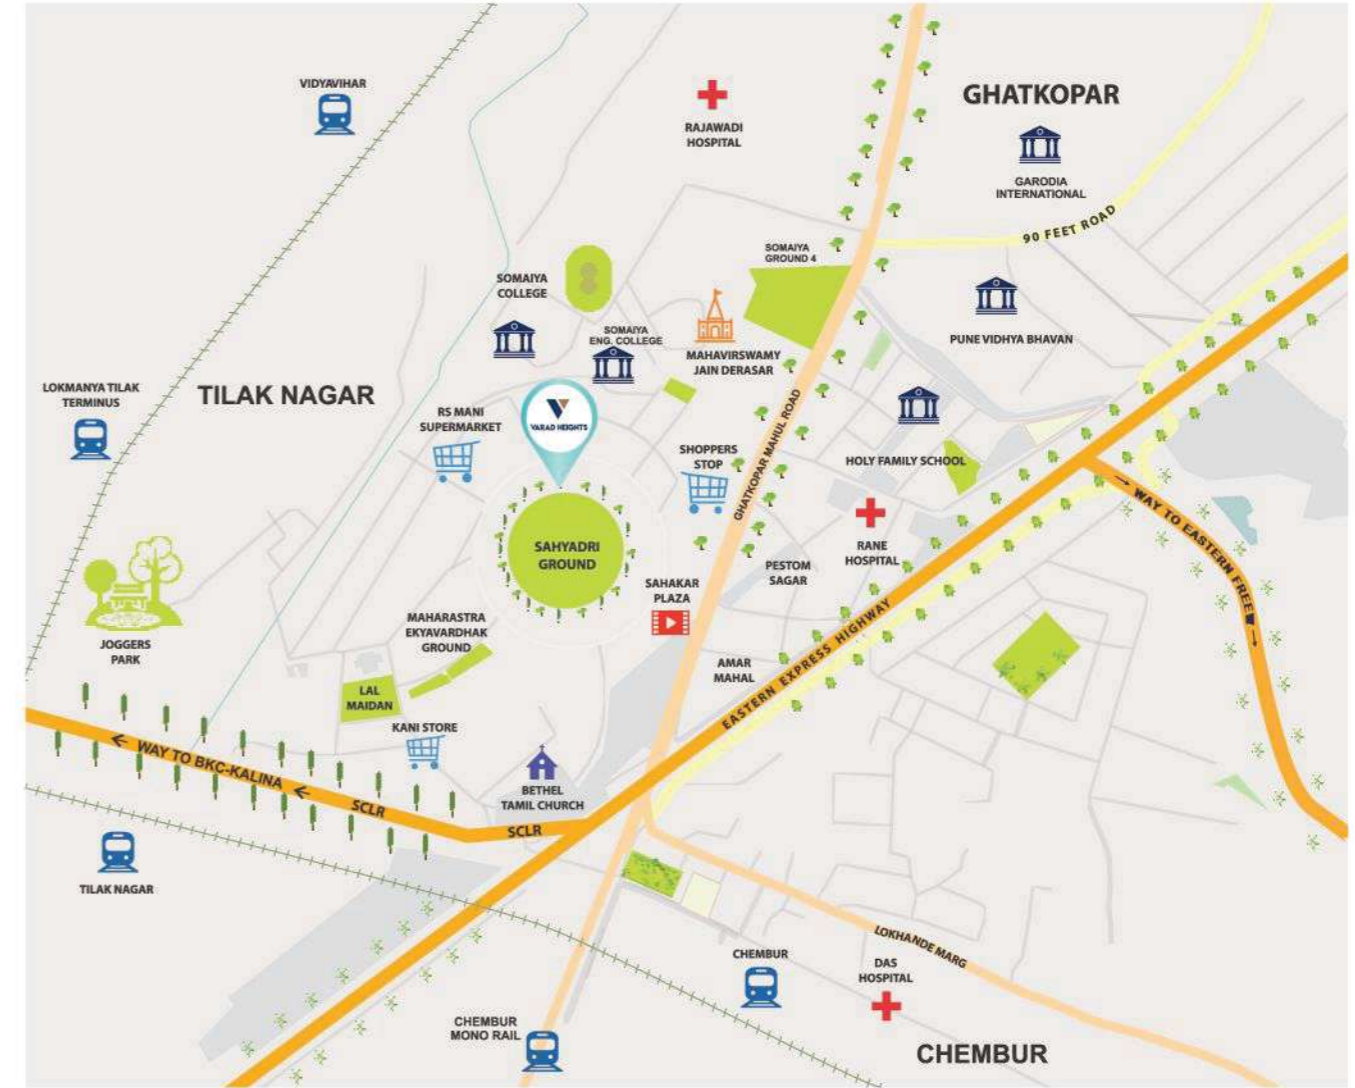 VIDYAVIHAR
RAJAWADI
HOSPITAL
GHATKOPAR
GARODIA
INTERNATIONAL
90 FEET ROAD
SOMAIYA
GROUND 4
SOMAIYA
COLLEGE
SOMAIYA
ENG. COLLEGE
MAHAVIRSWAMY
JAIN DERASAR
PUNE VIDHYA BHAVAN
LOKMANYA TILAK
TERMINUS
TILAK NAGAR
RS MANI
SUPERMARKET
VARAD HEIGHTS
SHOPPERS
STOP
GHATKOPAR MAHUL ROAD
HOLY FAMILY SCHOOL
WAY TO EASTERN FREEW
SAHYADRI
GROUND
RANE
HOSPITAL
PESTOM
SAGAR
SAHAKAR
PLAZA
JOGGERS
PARK
MAHARASTRA
EKYAVARDHAK
GROUND
AMAR
MAHAL
EASTERN EXPRESS HIGHWAY
LAL
MAIDAN
KANI STORE
WAY TO BKC-KALINA
SCLR
SCLR
BETHEL
TAMIL CHURCH
TILAK NAGAR
LOKHANDE MARG
CHEMBUR
DAS
HOSPITAL
CHEMBUR
MONO RAIL
CHEMBUR